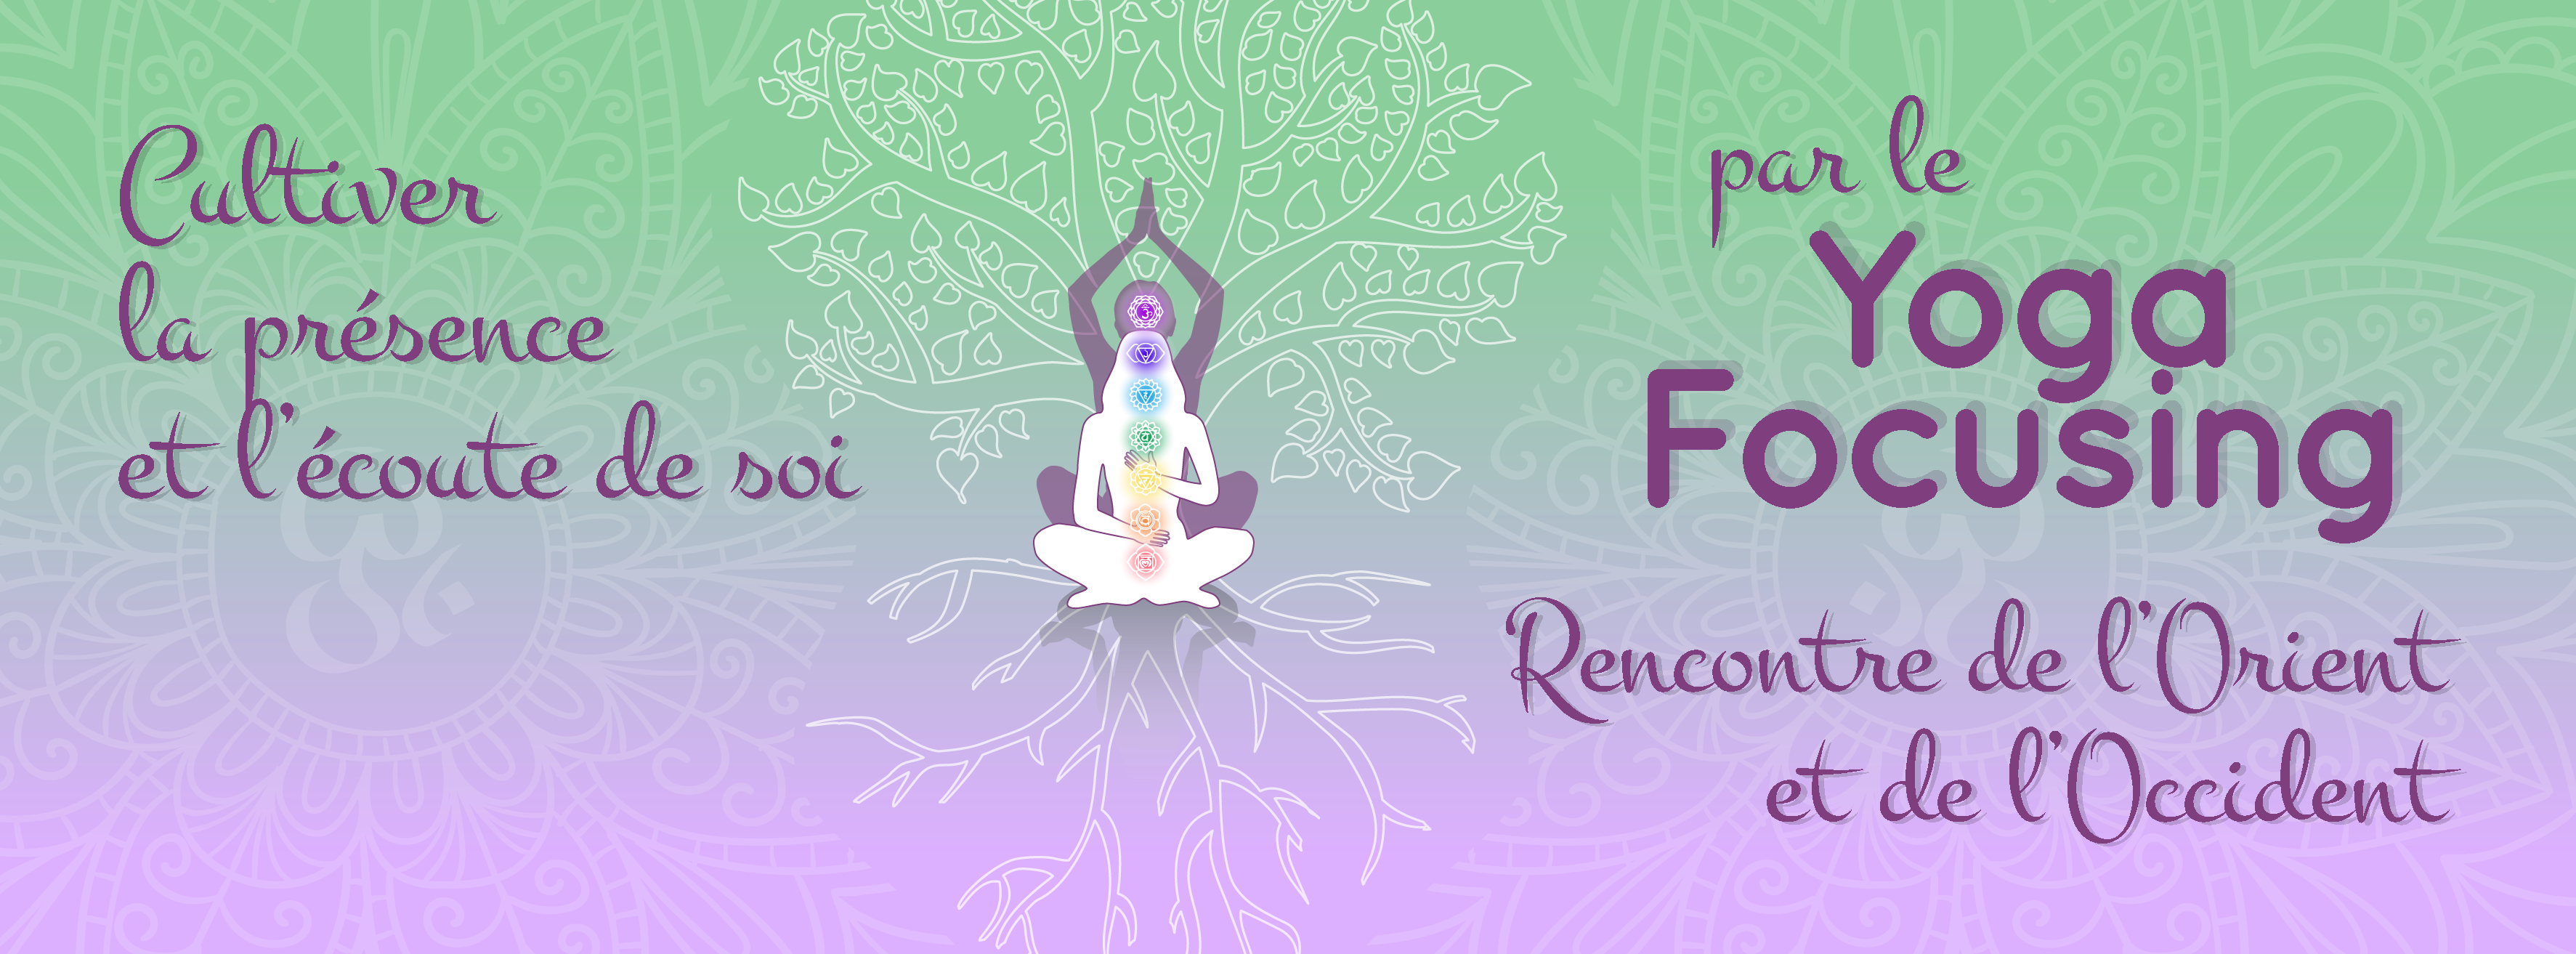 Cultiver
la présence
et l'écoute de soi
par le
Yoga
Focusing
Rencontre de l'Orient
et de l'Occident